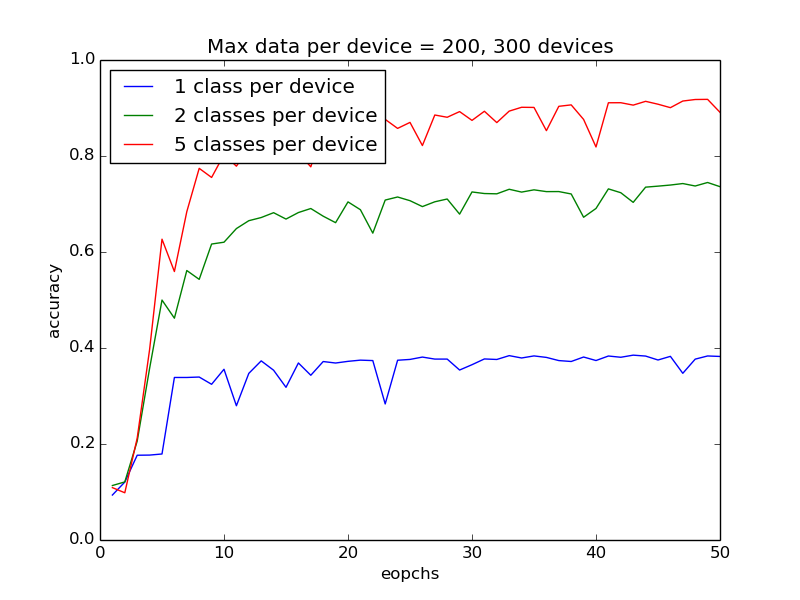 Max data per device = 200, 300 devices
1 class per device
2 classes per device
5 classes per device
accuracy
1.0
0.8
0.6
0.4
0.2
0.0
0 10 20 30 40 50
eopchs